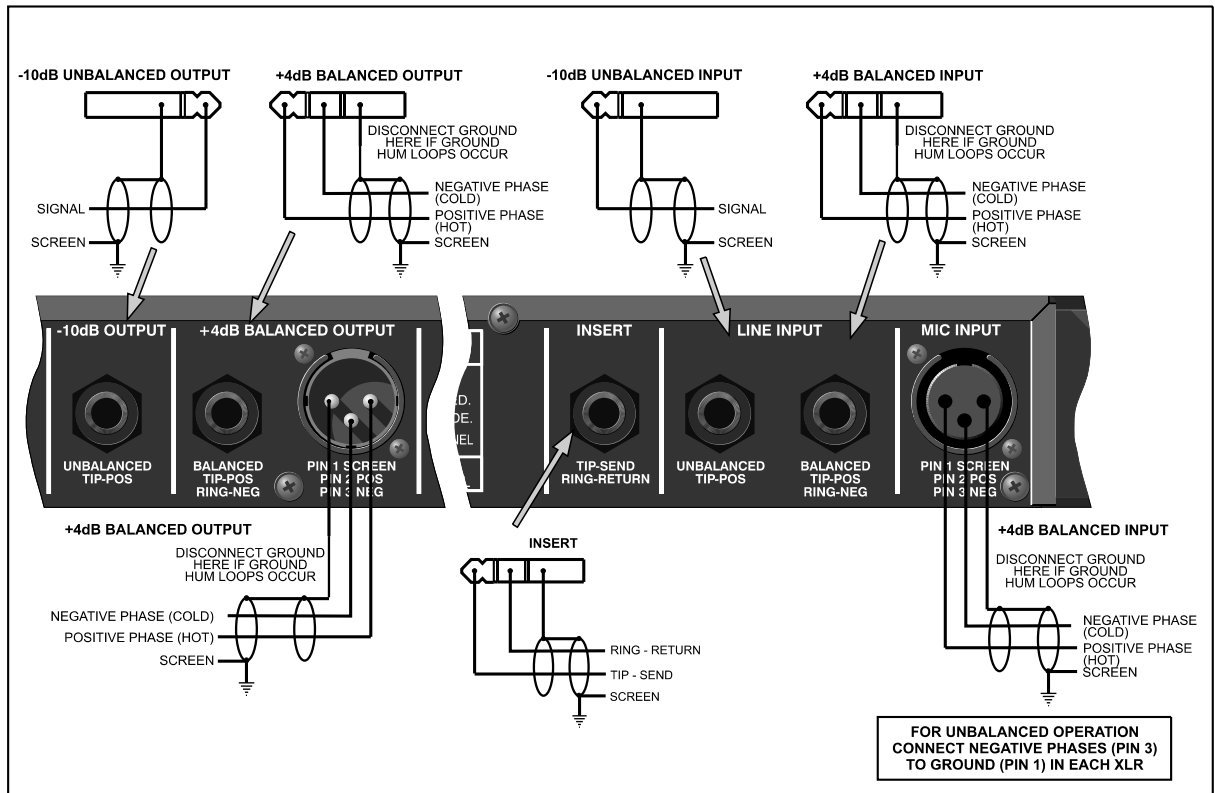 -10dB UNBALANCED OUTPUT
+4dB BALANCED OUTPUT
DISCONNECT GROUND
HERE IF GROUND
HUM LOOPS OCCUR
SIGNAL
SCREEN
NEGATIVE PHASE
(COLD)
POSITIVE PHASE
(HOT)
SCREEN
-10dB UNBALANCED INPUT
SIGNAL
SCREEN
+4dB BALANCED INPUT
DISCONNECT GROUND
HERE IF GROUND
HUM LOOPS OCCUR
NEGATIVE PHASE
(COLD)
POSITIVE PHASE
(HOT)
SCREEN
-10dB OUTPUT
UNBALANCED
TIP-POS
+4dB BALANCED OUTPUT
BALANCED
TIP-POS
RING-NEG
PIN 1 SCREEN
PIN 2 POS
PIN 3 NEG
ED.
DE.
NEL
INSERT
TIP-SEND
RING-RETURN
LINE INPUT
UNBALANCED
TIP-POS
BALANCED
TIP-POS
RING-NEG
MIC INPUT
PIN 1 SCREEN
PIN 2 POS
PIN 3 NEG
+4dB BALANCED OUTPUT
DISCONNECT GROUND
HERE IF GROUND
HUM LOOPS OCCUR
NEGATIVE PHASE (COLD)
POSITIVE PHASE (HOT)
SCREEN
INSERT
RING - RETURN
TIP - SEND
SCREEN
+4dB BALANCED INPUT
DISCONNECT GROUND
HERE IF GROUND
HUM LOOPS OCCUR
NEGATIVE PHASE
(COLD)
POSITIVE PHASE
(HOT)
SCREEN
FOR UNBALANCED OPERATION
CONNECT NEGATIVE PHASES (PIN 3)
TO GROUND (PIN 1) IN EACH XLR